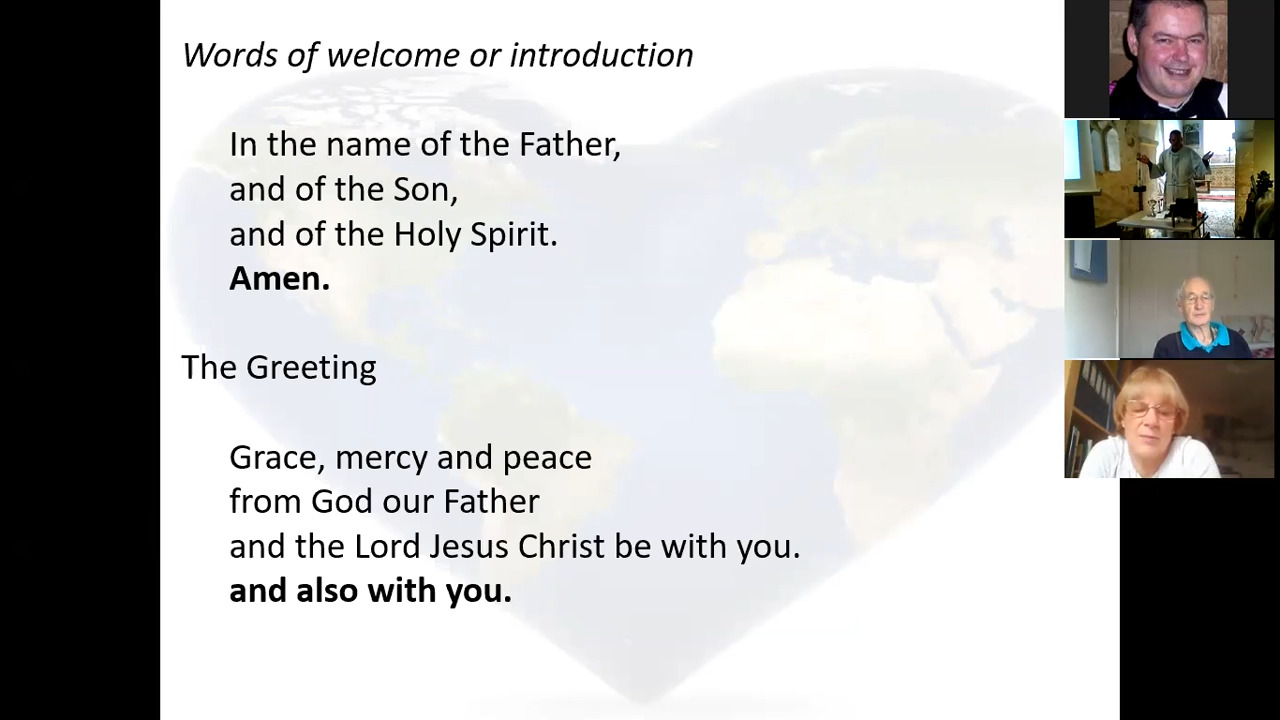 Words of welcome or introduction
In the name of the Father,
and of the Son,
and of the Holy Spirit.
Amen.
The Greeting
Grace, mercy and peace
from God our Father
and the Lord Jesus Christ be with you.
and also with you.